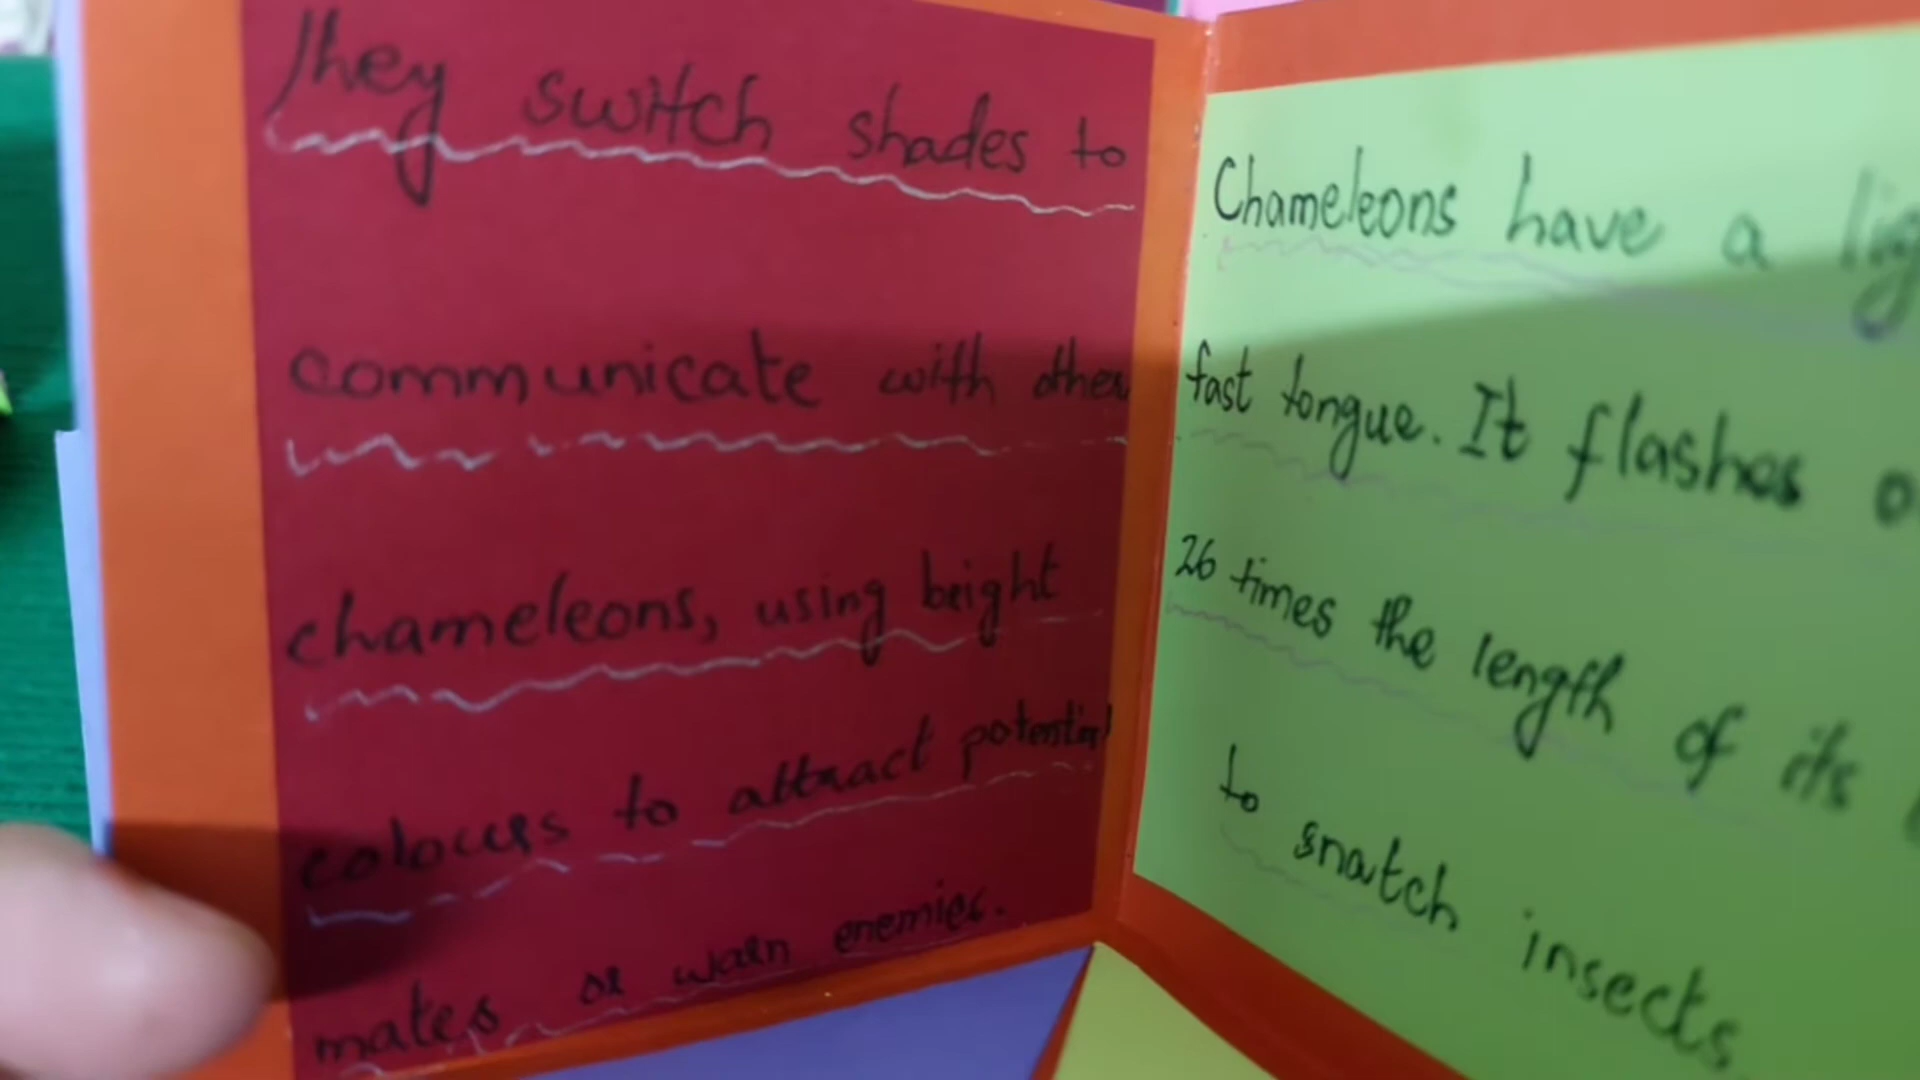 They switch shades to
communicate with other
chameleons, using bright
colours to attract potential
mates or warn enemies.
Chameleons have a
fast tongue. It flashes
26 times the length of its
to snatch insects